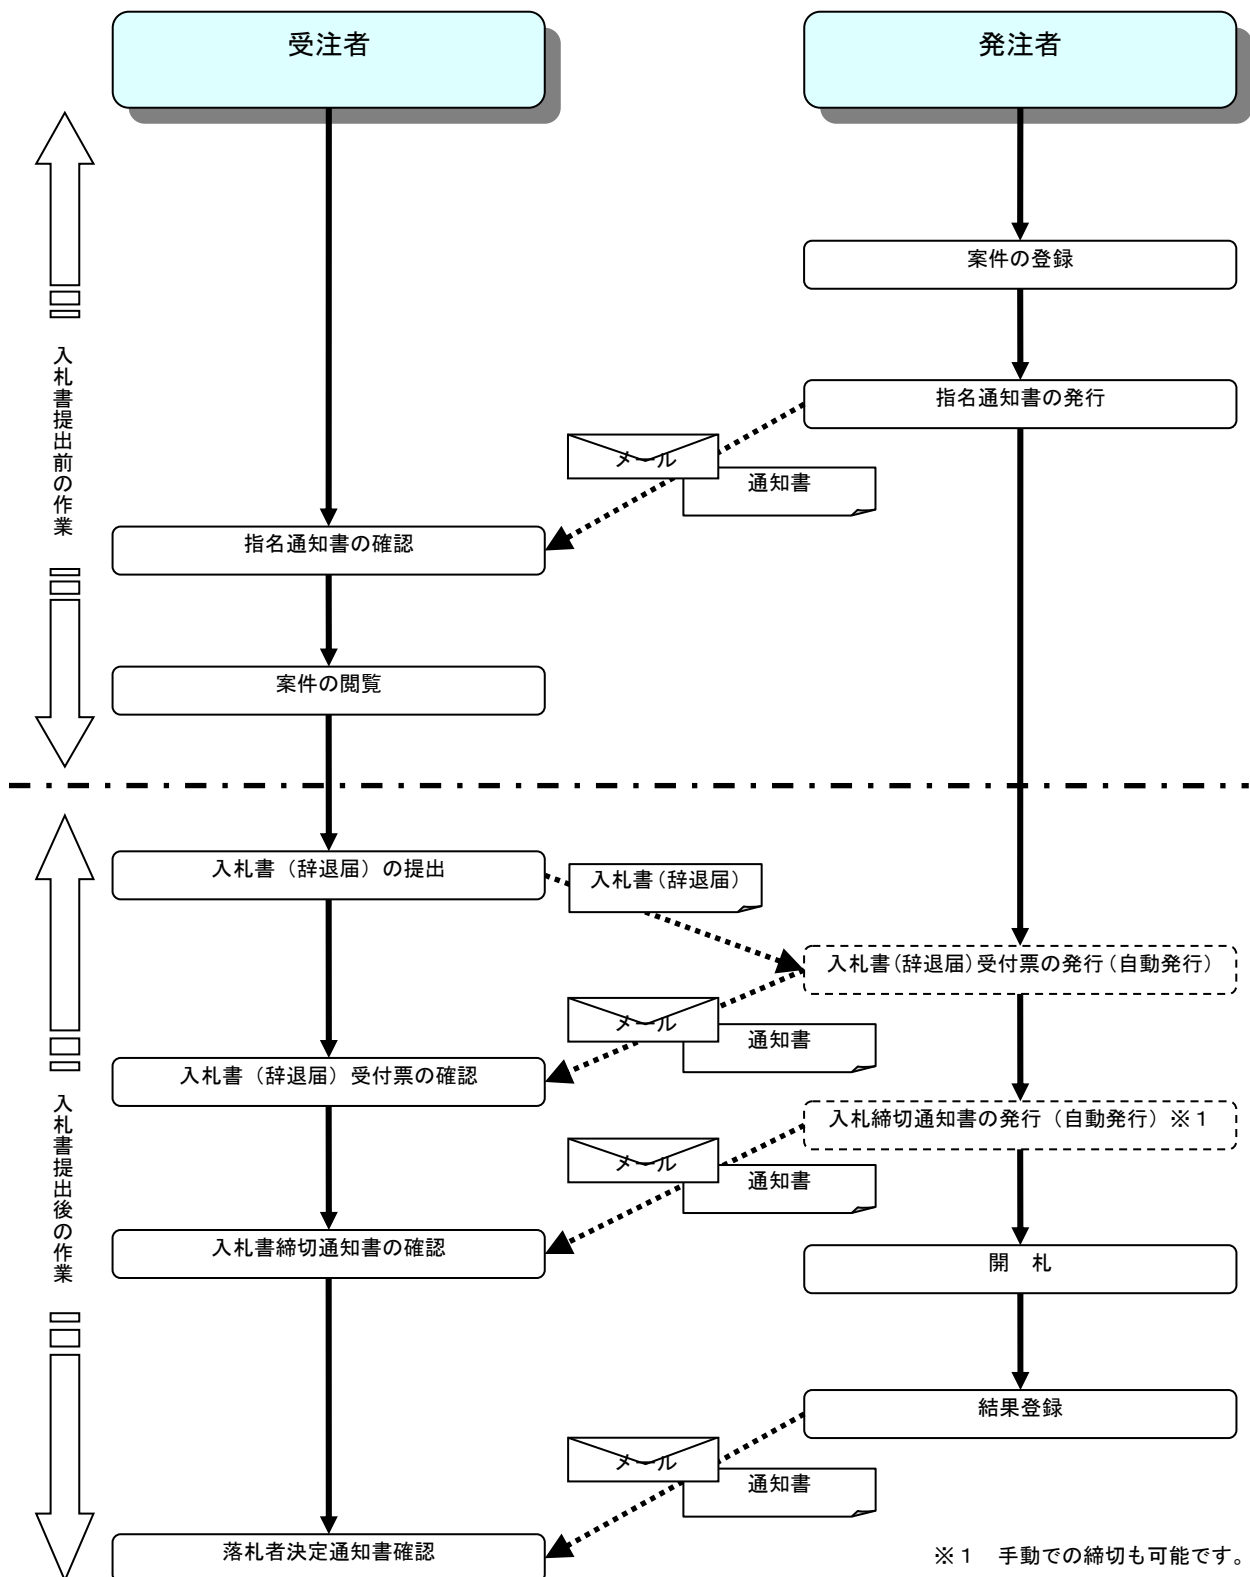 受注者
発注者
案件の登録
指名通知書の発行
メール
通知書
入札書提出前の作業
指名通知書の確認
案件の閲覧
入札書（辞退届）の提出
入札書（辞退届）
入札書（辞退届）受付票の発行（自動発行）
メール
通知書
入札書（辞退届）受付票の確認
入札締切通知書の発行（自動発行）※１
メール
通知書
入札書提出後の作業
入札書締切通知書の確認
開　札
結果登録
メール
通知書
落札者決定通知書確認
※１　手動での締切も可能です。